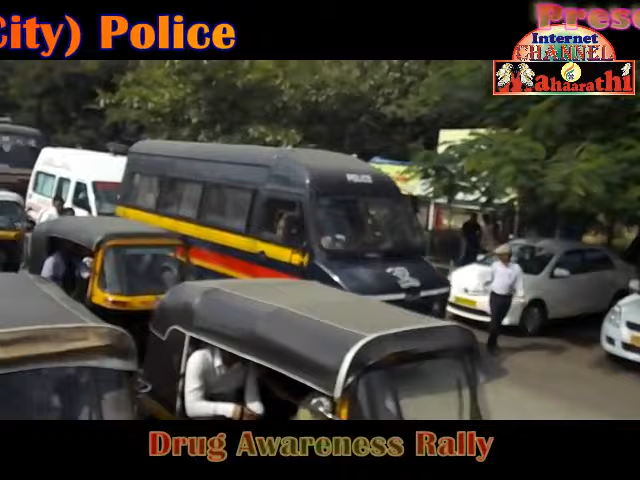 City) Police
Prese
Internet
CHANNEL
Mahaarathi
POLICE
Drug Awareness Rally